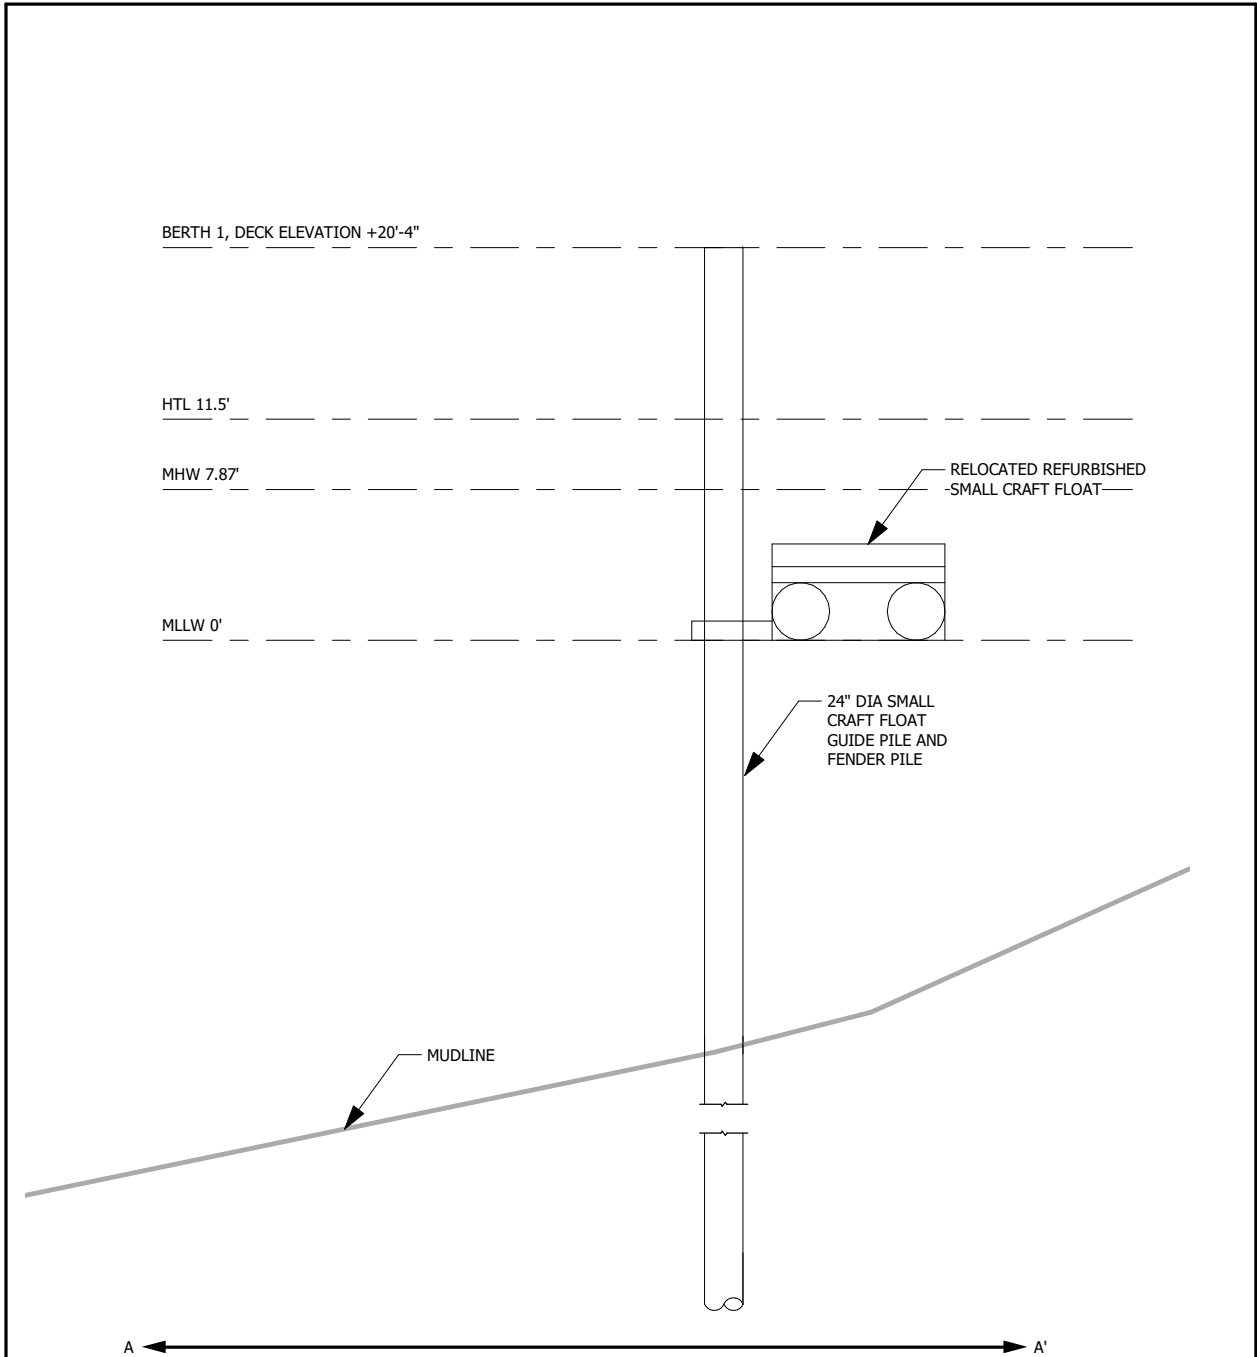 BERTH 1, DECK ELEVATION +20'-4"
HTL 11.5'
MHW 7.87'
RELOCATED REFURBISHED
SMALL CRAFT FLOAT
MLLW 0'
24" DIA SMALL
CRAFT FLOAT
GUIDE PILE AND
FENDER PILE
MUDLINE
A A'